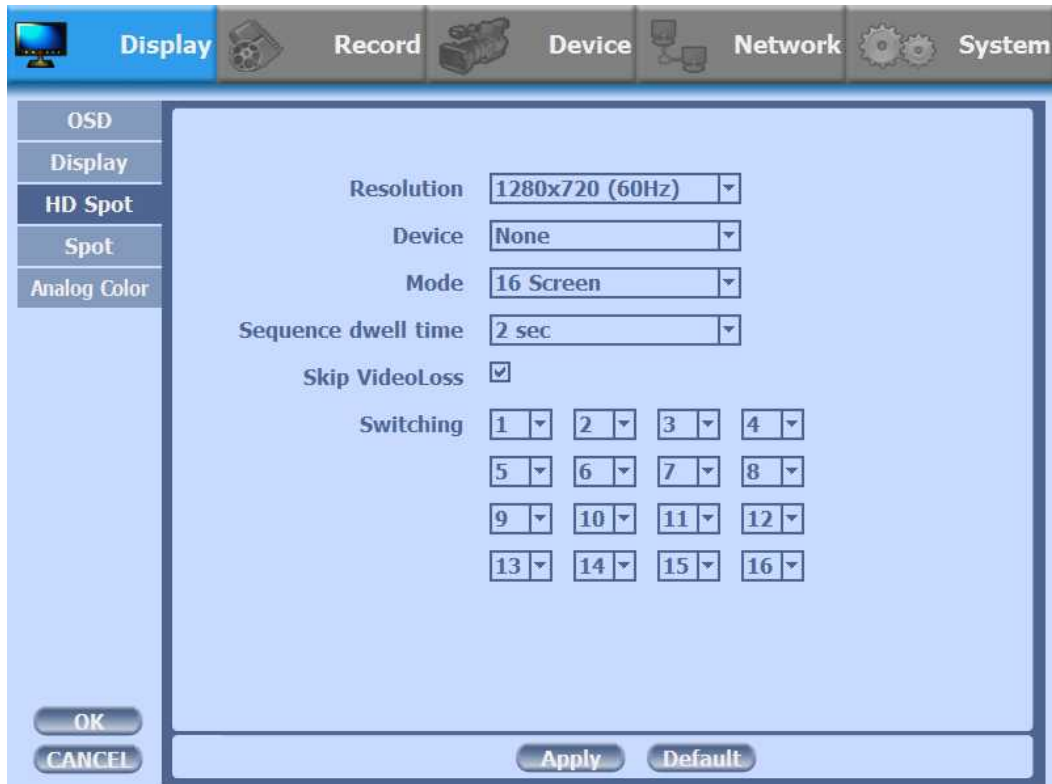 Display Record Device Network System
OSD
Display
HD Spot
Spot
Analog Color
Resolution 1280x720 (60Hz)
Device None
Mode 16 Screen
Sequence dwell time 2 sec
Skip VideoLoss
Switching 1 2 3 4
5 6 7 8
9 10 11 12
13 14 15 16
OK
CANCEL
Apply Default